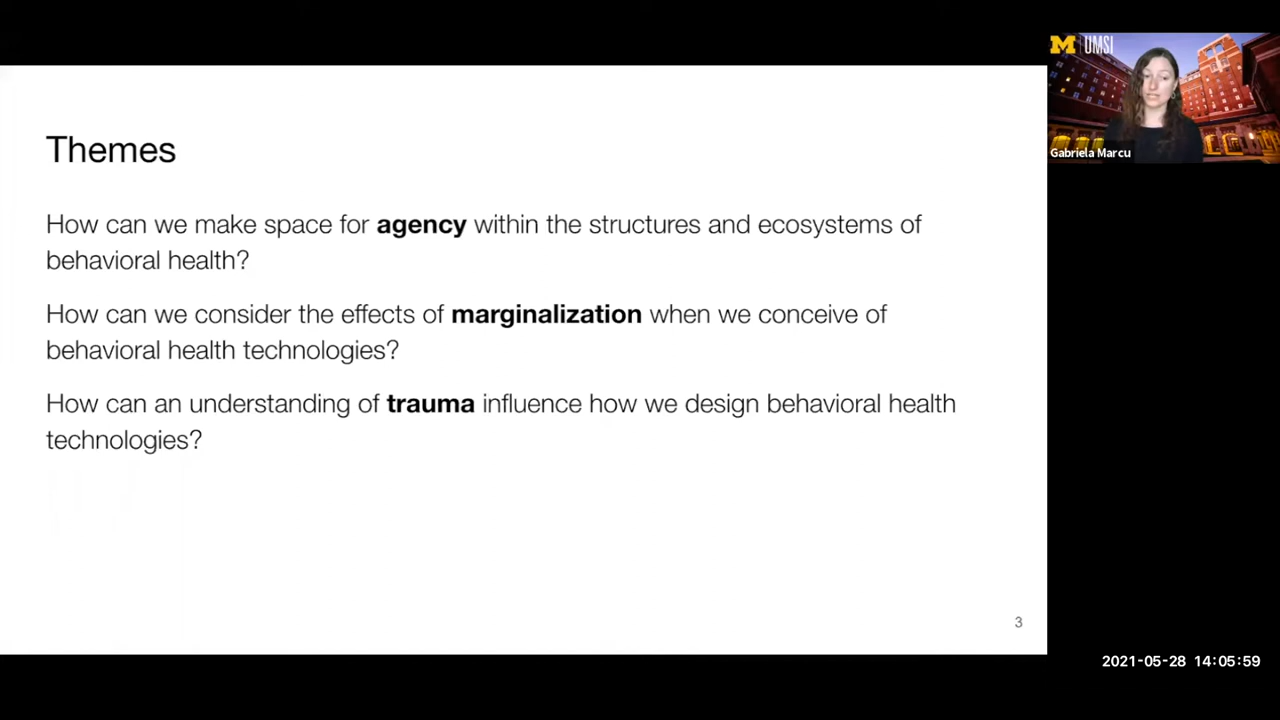 M UMSI
Gabriela Marcu
Themes
How can we make space for agency within the structures and ecosystems of
behavioral health?
How can we consider the effects of marginalization when we conceive of
behavioral health technologies?
How can an understanding of trauma influence how we design behavioral health
technologies?
3
2021-05-28 14:05:59